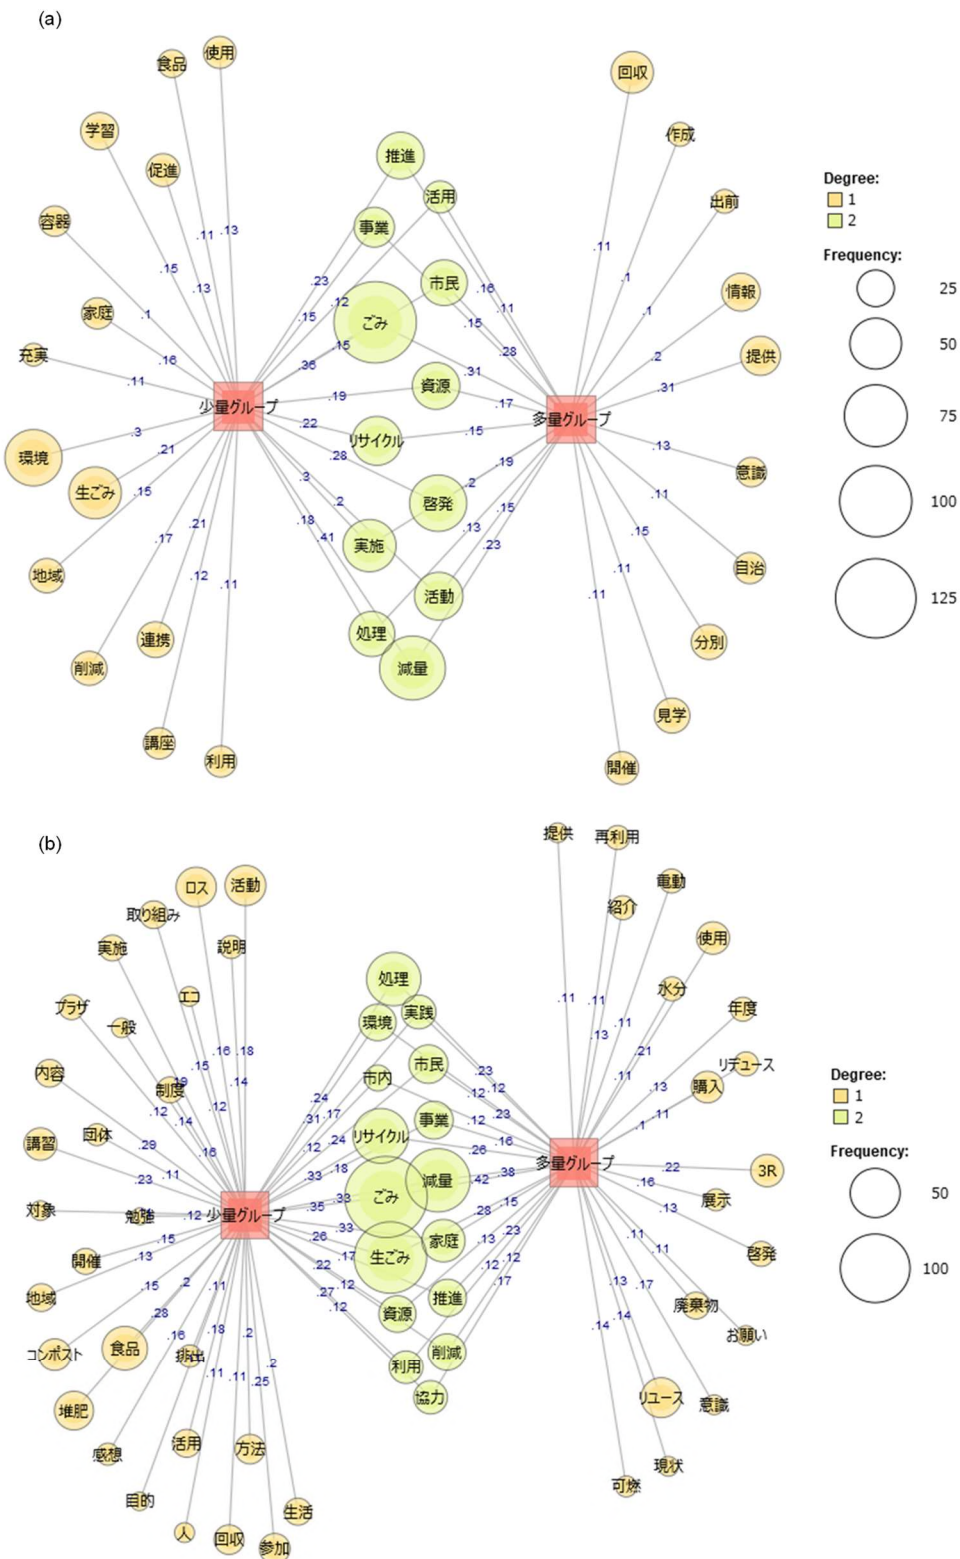 (a)
使用
食品
回収
学習
作成
推進
促進
活用
出前
容器
事業
.11
.13
.11
.15
.13
.23
市民
.16
.1
情報
家庭
.1
.12
.15
.11
.1
ごみ
.15
充実
.16
.15
.28
.2
提供
.11
.36
.31
.31
資源
.19
.17
少量グループ
多量グループ
.3
.22
リサイクル
.15
.13
環境
.21
.28
.19
意識
生ごみ
.15
.3
.2
.11
.2
啓発
.15
.18
.21
.13
.15
.17
.41
実施
.23
地域
.12
.11
.11
自治
活動
.11
連携
処理
分別
削減
減量
見学
講座
利用
開催
Degree:
1
2
Frequency:
25
50
75
100
125
(b)
提供
再利用
ロス
活動
電動
取り組み
紹介
実施
説明
使用
処理
エコ
水分
プラザ
環境
実践
.11
.11
年度
一般
.13
.11
.16
.18
.21
内容
.15
市民
.23
リデュース
制度
.14
市内
.11
.13
購入
.12
.12
.24
.12
.12
.14
.31
.17
.23
.11
団体
事業
.12
.1
講習
.29
.16
.12
.24
リサイクル
.16
.26
多量グループ
.11
.33
.18
減量
.38
.22
3R
.23
.42
.16
ごみ
.33
展示
対象
勉強
.12
少量グループ
.35
.15
.13
.28
.33
.23
.15
.26
家庭
.13
.11
.11
啓発
開催
.13
.17
生ごみ
.12
.12
.22
.17
.13
.17
地域
.15
.2
.11
.12
.27
推進
.28
.12
資源
廃棄物
.14
.14
.16
.18
.2
お願い
コンポスト
食品
排出
.2
利用
削減
.11
.11
.25
協力
リユース
意識
堆肥
感想
活用
方法
現状
可燃
目的
生活
人
回収
参加
Degree:
1
2
Frequency:
50
100